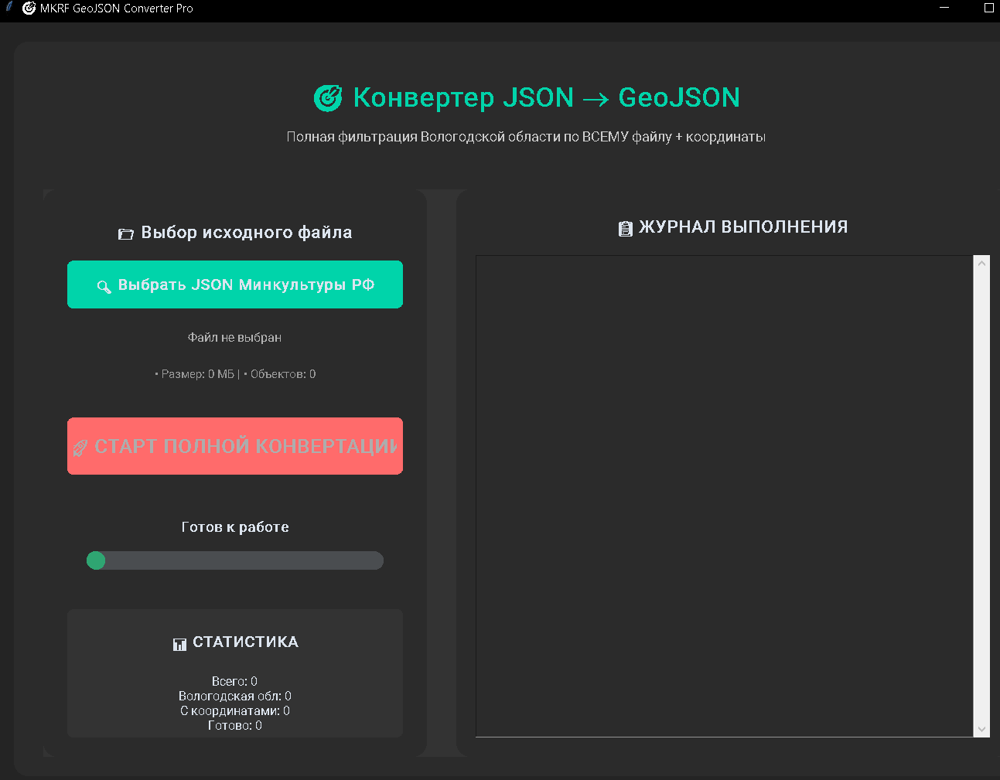 MKRF GeoJSON Converter Pro
Конвертер JSON → GeoJSON
Полная фильтрация Вологодской области по ВСЕМУ файлу + координаты
Выбор исходного файла
Выбрать JSON Минкультуры РФ
Файл не выбран
• Размер: 0 МБ | • Объектов: 0
СТАРТ ПОЛНОЙ КОНВЕРТАЦИИ
Готов к работе
СТАТИСТИКА
Всего: 0
Вологодская обл: 0
С координатами: 0
Готово: 0
ЖУРНАЛ ВЫПОЛНЕНИЯ